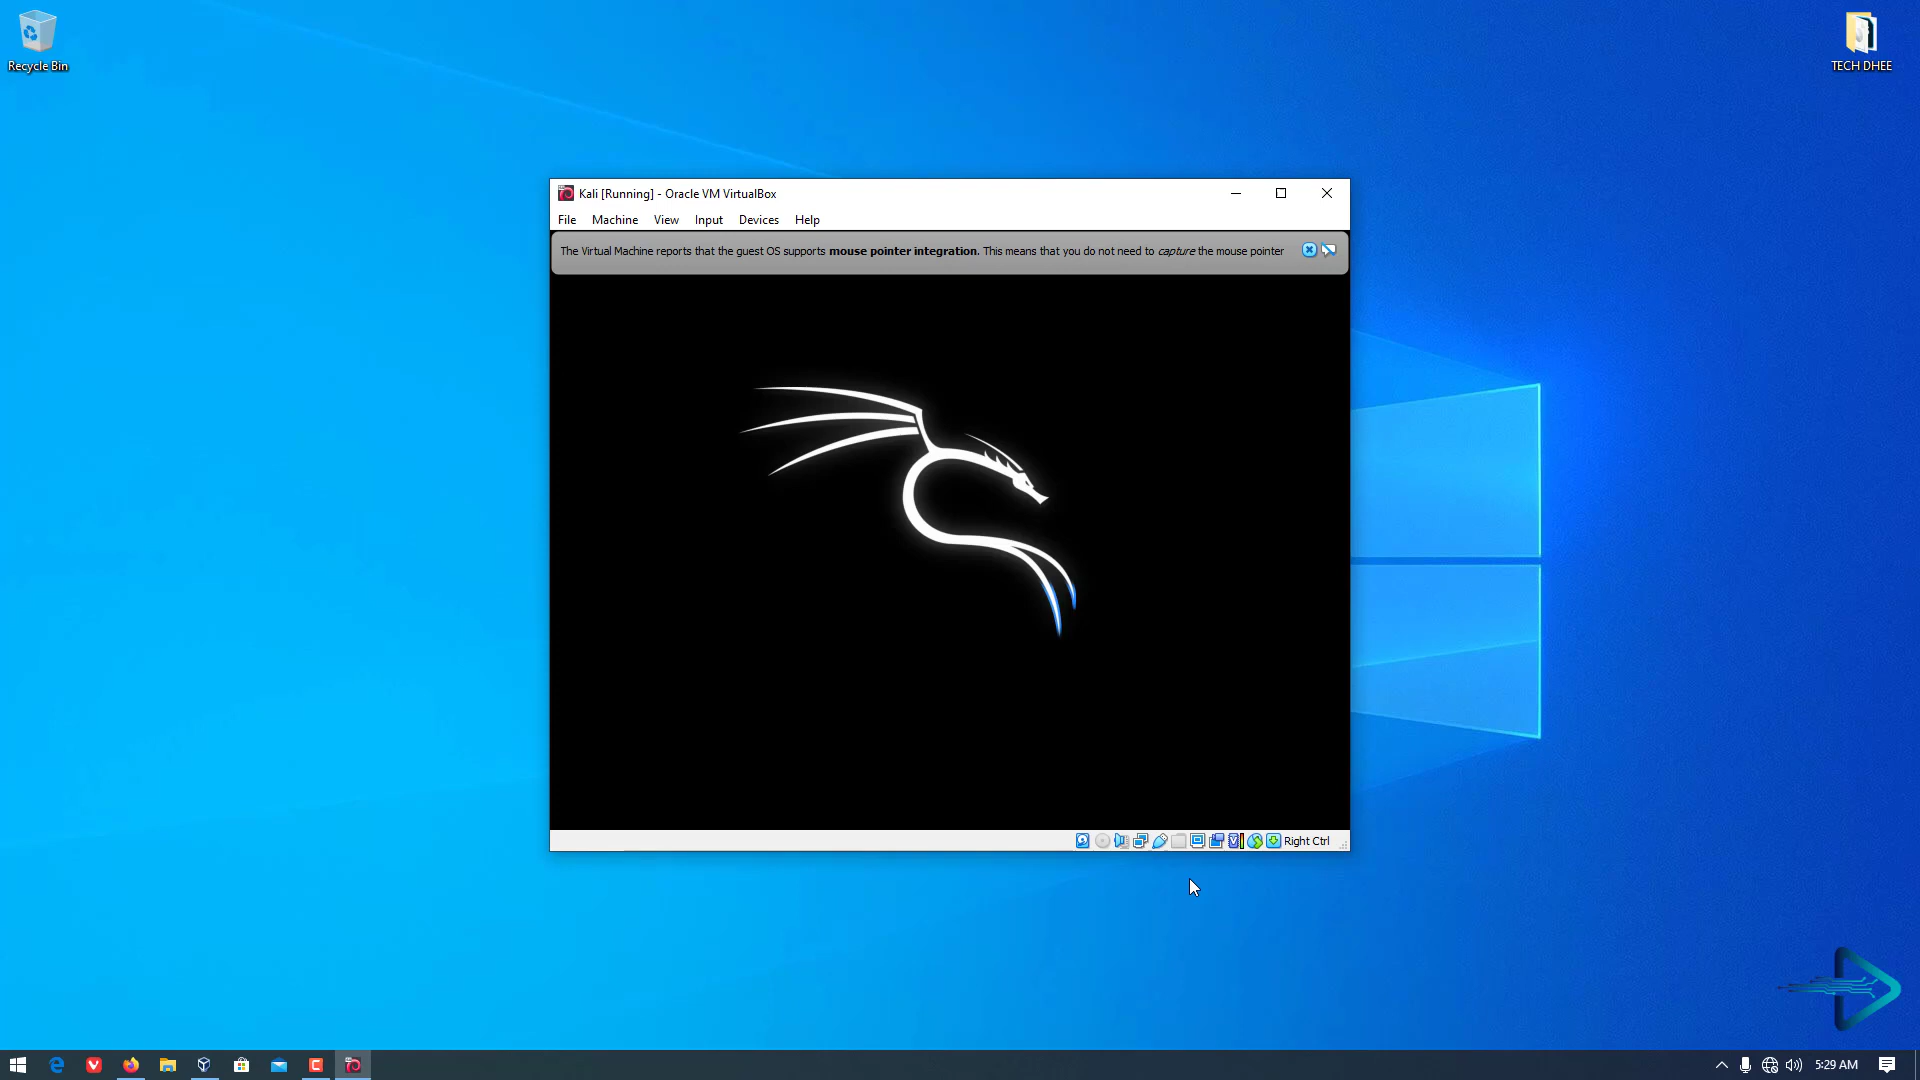 Recycle Bin
TECH DHEE
Kali [Running] - Oracle VM VirtualBox
File Machine View Input Devices Help
The Virtual Machine reports that the guest OS supports mouse pointer integration. This means that you do not need to capture the mouse pointer
Right Ctrl
5:29 AM